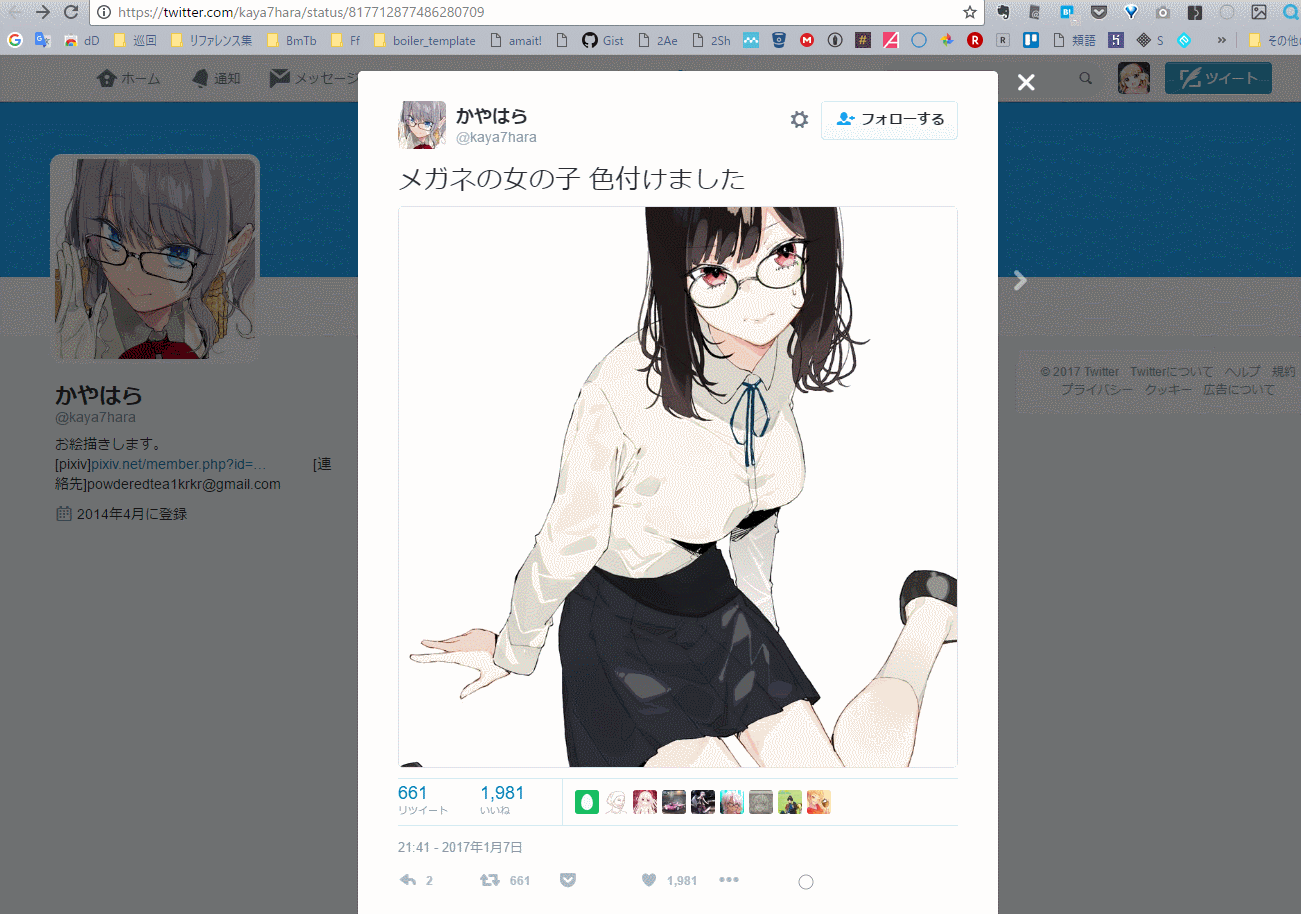 https://twitter.com/kaya7hara/status/817712877486280709
dD 巡回 リファレンス集 BmTb Ff boiler_template amait! Gist 2Ae 2Sh 類語 S » その他
ホーム 通知 メッセージ ツイート
かやはら
@kaya7hara
フォローする
メガネの女の子 色付けました
かやはら
@kaya7hara
お絵描きします。
[pixiv]pixiv.net/member.php?id=… [連
絡先]powderedtea1krkr@gmail.com
2014年4月に登録
© 2017 Twitter Twitterについて ヘルプ 規約
プライバシー クッキー 広告について
661 1,981
リツイート いいね
21:41 - 2017年1月7日
2 661 1,981